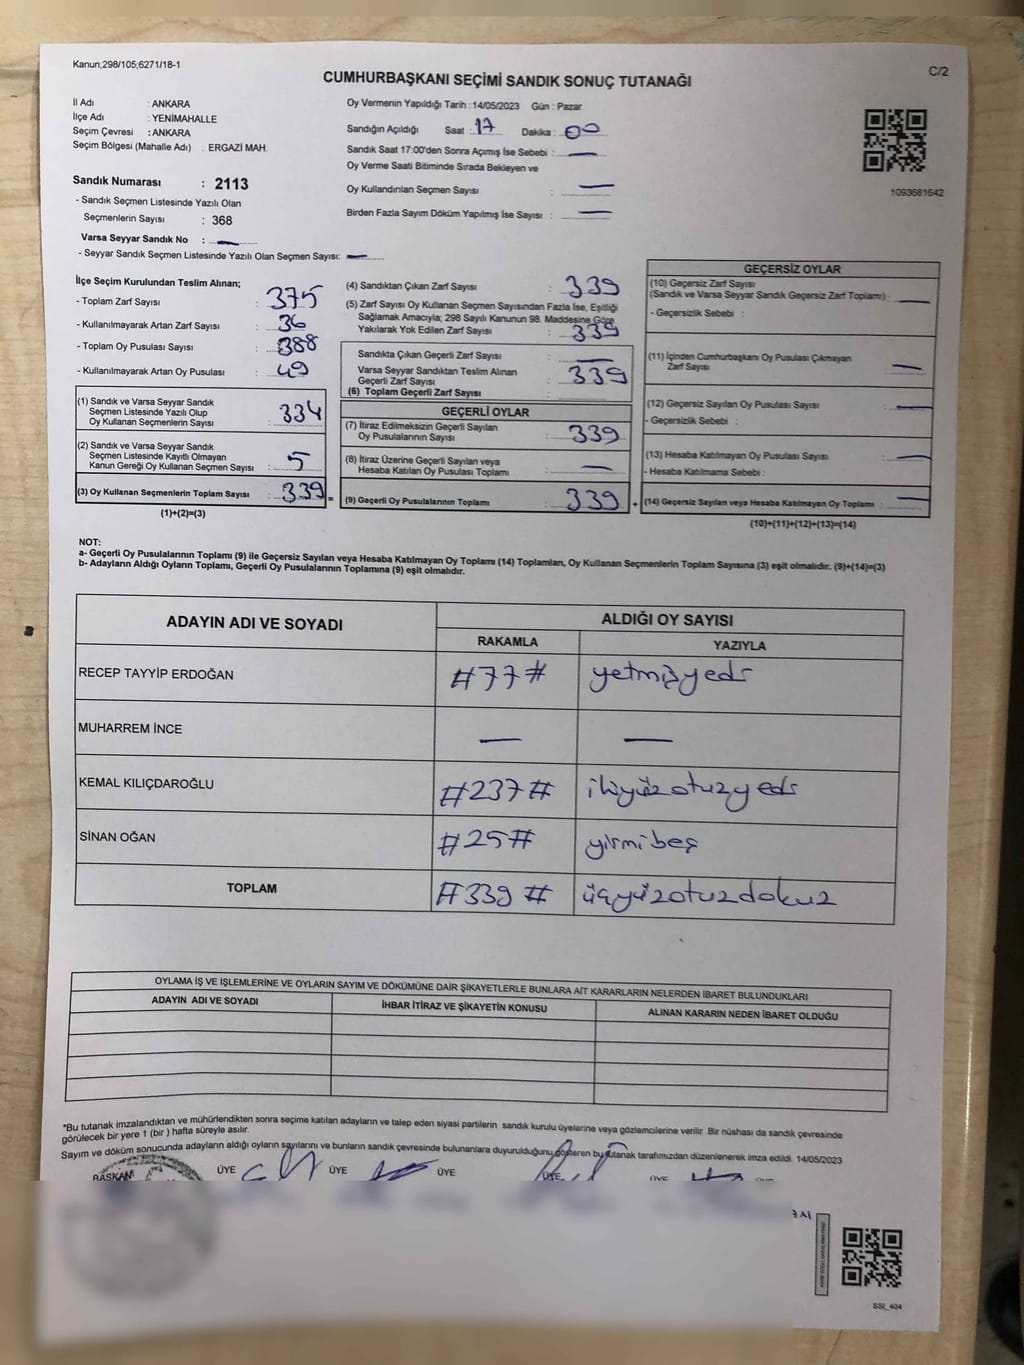 Kanun;298/105;6271/18-1
C/2
CUMHURBAŞKANI SEÇİMİ SANDIK SONUÇ TUTANAĞI
İl Adı : ANKARA
İlçe Adı : YENİMAHALLE
Seçim Çevresi : ANKARA
Seçim Bölgesi (Mahalle Adı) : ERGAZİ MAH.
Oy Vermenin Yapıldığı Tarih :14/05/2023 Gün : Pazar
Sandığın Açıldığı Saat : 17 Dakika : 00
Sandık Saat 17:00'den Sonra Açımış İse Sebebi : —
Oy Verme Saati Bitiminde Sırada Bekleyen ve
Oy Kullandırılan Seçmen Sayısı : —
Birden Fazla Sayım Döküm Yapılmış İse Sayısı : —
1093681642
Sandık Numarası : 2113
- Sandık Seçmen Listesinde Yazılı Olan
Seçmenlerin Sayısı : 368
Varsa Seyyar Sandık No : —
- Seyyar Sandık Seçmen Listesinde Yazılı Olan Seçmen Sayısı: —
İlçe Seçim Kurulundan Teslim Alınan;
- Toplam Zarf Sayısı : 375
- Kullanılmayarak Artan Zarf Sayısı : 36
- Toplam Oy Pusulası Sayısı : 388
- Kullanılmayarak Artan Oy Pusulası : 49
(1) Sandık ve Varsa Seyyar Sandık
Seçmen Listesinde Yazılı Olup
Oy Kullanan Seçmenlerin Sayısı : 334
(2) Sandık ve Varsa Seyyar Sandık
Seçmen Listesinde Kayıtlı Olmayan
Kanun Gereği Oy Kullanan Seçmen Sayısı : 5
(3) Oy Kullanan Seçmenlerin Toplam Sayısı : 339 =
(1)+(2)=(3)
(4) Sandıktan Çıkan Zarf Sayısı : 339
(5) Zarf Sayısı Oy Kullanan Seçmen Sayısından Fazla İse, Eşitliği
Sağlamak Amacıyla; 298 Sayılı Kanunun 98. Maddesine Göre
Yakılarak Yok Edilen Zarf Sayısı : 339
Sandıkta Çıkan Geçerli Zarf Sayısı : —
Varsa Seyyar Sandıktan Teslim Alınan
Geçerli Zarf Sayısı : 339
(6) Toplam Geçerli Zarf Sayısı :
GEÇERLİ OYLAR
(7) İtiraz Edilmeksizin Geçerli Sayılan
Oy Pusulalarının Sayısı : 339
(8) İtiraz Üzerine Geçerli Sayılan veya
Hesaba Katılan Oy Pusulası Toplamı : —
(9) Geçerli Oy Pusulalarının Toplamı : 339 +
GEÇERSİZ OYLAR
(10) Geçersiz Zarf Sayısı
(Sandık ve Varsa Seyyar Sandık Geçersiz Zarf Toplamı) : —
- Geçersizlik Sebebi :
(11) İçinden Cumhurbaşkanı Oy Pusulası Çıkmayan
Zarf Sayısı : —
(12) Geçersiz Sayılan Oy Pusulası Sayısı : —
- Geçersizlik Sebebi :
(13) Hesaba Katılmayan Oy Pusulası Sayısı : —
- Hesaba Katılmama Sebebi :
(14) Geçersiz Sayılan veya Hesaba Katılmayan Oy Toplamı : —
(10)+(11)+(12)+(13)=(14)
NOT:
a- Geçerli Oy Pusulalarının Toplamı (9) ile Geçersiz Sayılan veya Hesaba Katılmayan Oy Toplamı (14) Toplamları, Oy Kullanan Seçmenlerin Toplam Sayısına (3) eşit olmalıdır. (9)+(14)=(3)
b- Adayların Aldığı Oyların Toplamı, Geçerli Oy Pusulalarının Toplamına (9) eşit olmalıdır.
ADAYIN ADI VE SOYADI ALDIĞI OY SAYISI
RAKAMLA YAZIYLA
RECEP TAYYİP ERDOĞAN #77# yetmişyedi
MUHARREM İNCE — —
KEMAL KILIÇDAROĞLU #237# ikiyüzotuzyedi
SİNAN OĞAN #25# yirmibeş
TOPLAM #339# üçyüzotuzdokuz
OYLAMA İŞ VE İŞLEMLERİNE VE OYLARIN SAYIM VE DÖKÜMÜNE DAİR ŞİKAYETLERLE BUNLARA AİT KARARLARIN NELERDEN İBARET BULUNDUKLARI
ADAYIN ADI VE SOYADI İHBAR İTİRAZ VE ŞİKAYETİN KONUSU ALINAN KARARIN NEDEN İBARET OLDUĞU
*Bu tutanak imzalandıktan ve mühürlendikten sonra seçime katılan adayların ve talep eden siyasi partilerin sandık kurulu üyelerine veya gözlemcilerine verilir. Bir nüshası da sandık çevresinde
görülecek bir yere 1 (bir ) hafta süreyle asılır.
Sayım ve döküm sonucunda adayların aldığı oyların sayılarını ve bunların sandık çevresinde bulunanlara duyurulduğunu gösteren bu tutanak tarafımızdan düzenlenerek imza edildi. 14/05/2023
BAŞKAN ÜYE ÜYE ÜYE ÜYE ÜYE
SSI_404